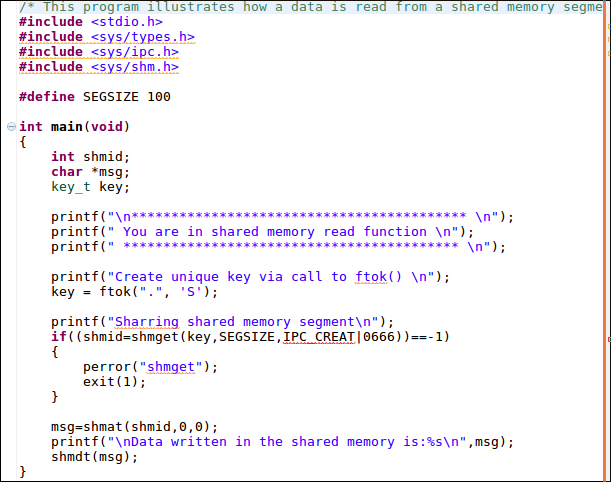 /* This program illustrates how a data is read from a shared memory segme
#include <stdio.h>
#include <sys/types.h>
#include <sys/ipc.h>
#include <sys/shm.h>
#define SEGSIZE 100
int main(void)
{
int shmid;
char *msg;
key_t key;
printf("\n****************************************** \n");
printf(" You are in shared memory read function \n");
printf(" ****************************************** \n");
printf("Create unique key via call to ftok() \n");
key = ftok(".", 'S');
printf("Sharring shared memory segment\n");
if((shmid=shmget(key,SEGSIZE,IPC_CREAT|0666))==-1)
{
perror("shmget");
exit(1);
}
msg=shmat(shmid,0,0);
printf("\nData written in the shared memory is:%s\n",msg);
shmdt(msg);
}